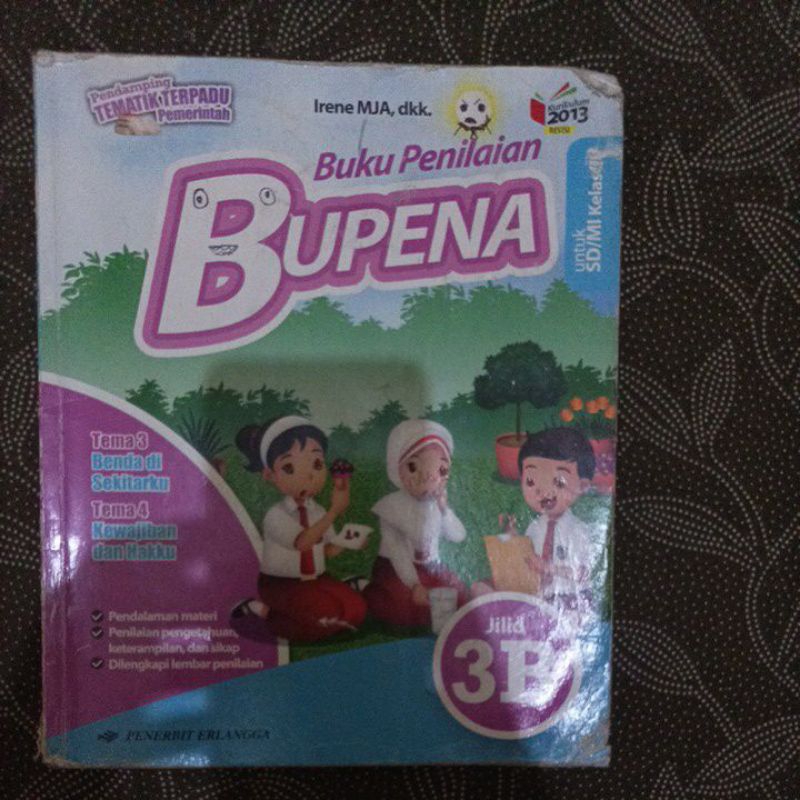 Pendamping
TEMATIK TERPADU
Pemerintah
Irene MJA, dkk.
Kurikulum
2013
REVISI
Buku Penilaian
BUPENA
untuk
SD/MI Kelas
Tema 3
Benda di
Sekitarku
Tema 4
Kewajiban
dan Hakku
Pendalaman materi
Penilaian pengetahuan,
keterampilan, dan sikap
Dilengkapi lembar penilaian
Jilid
3B
PENERBIT ERLANGGA